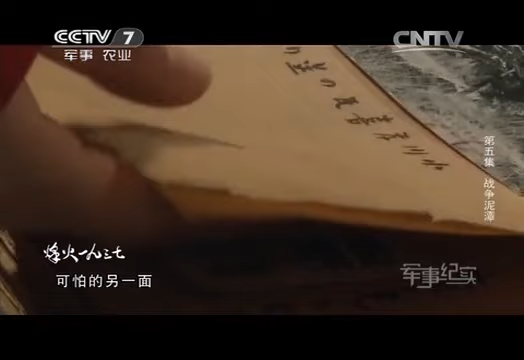 CCTV 7
军事 农业
CNTV
第五集 战争泥潭
烽火一九三七
可怕的另一面
军事纪实